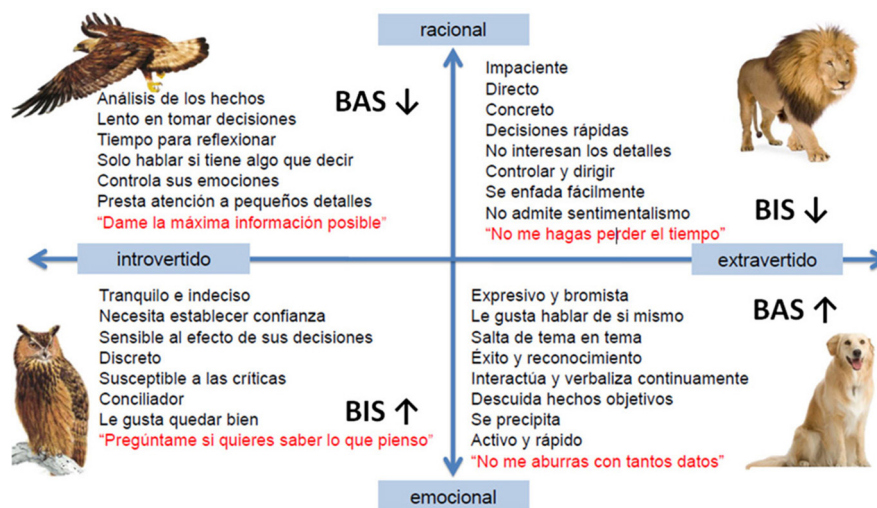 racional
Análisis de los hechos
Lento en tomar decisiones
Tiempo para reflexionar
Solo hablar si tiene algo que decir
Controla sus emociones
Presta atención a pequeños detalles
“Dame la máxima información posible”
BAS ↓
Impaciente
Directo
Concreto
Decisiones rápidas
No interesan los detalles
Controlar y dirigir
Se enfada fácilmente
No admite sentimentalismo
“No me hagas perder el tiempo”
BIS ↓
introvertido
extravertido
Tranquilo e indeciso
Necesita establecer confianza
Sensible al efecto de sus decisiones
Discreto
Susceptible a las críticas
Conciliador
Le gusta quedar bien
“Pregúntame si quieres saber lo que pienso”
BIS ↑
Expresivo y bromista
Le gusta hablar de si mismo
Salta de tema en tema
Éxito y reconocimiento
Interactúa y verbaliza continuamente
Descuida hechos objetivos
Se precipita
Activo y rápido
“No me aburras con tantos datos”
BAS ↑
emocional